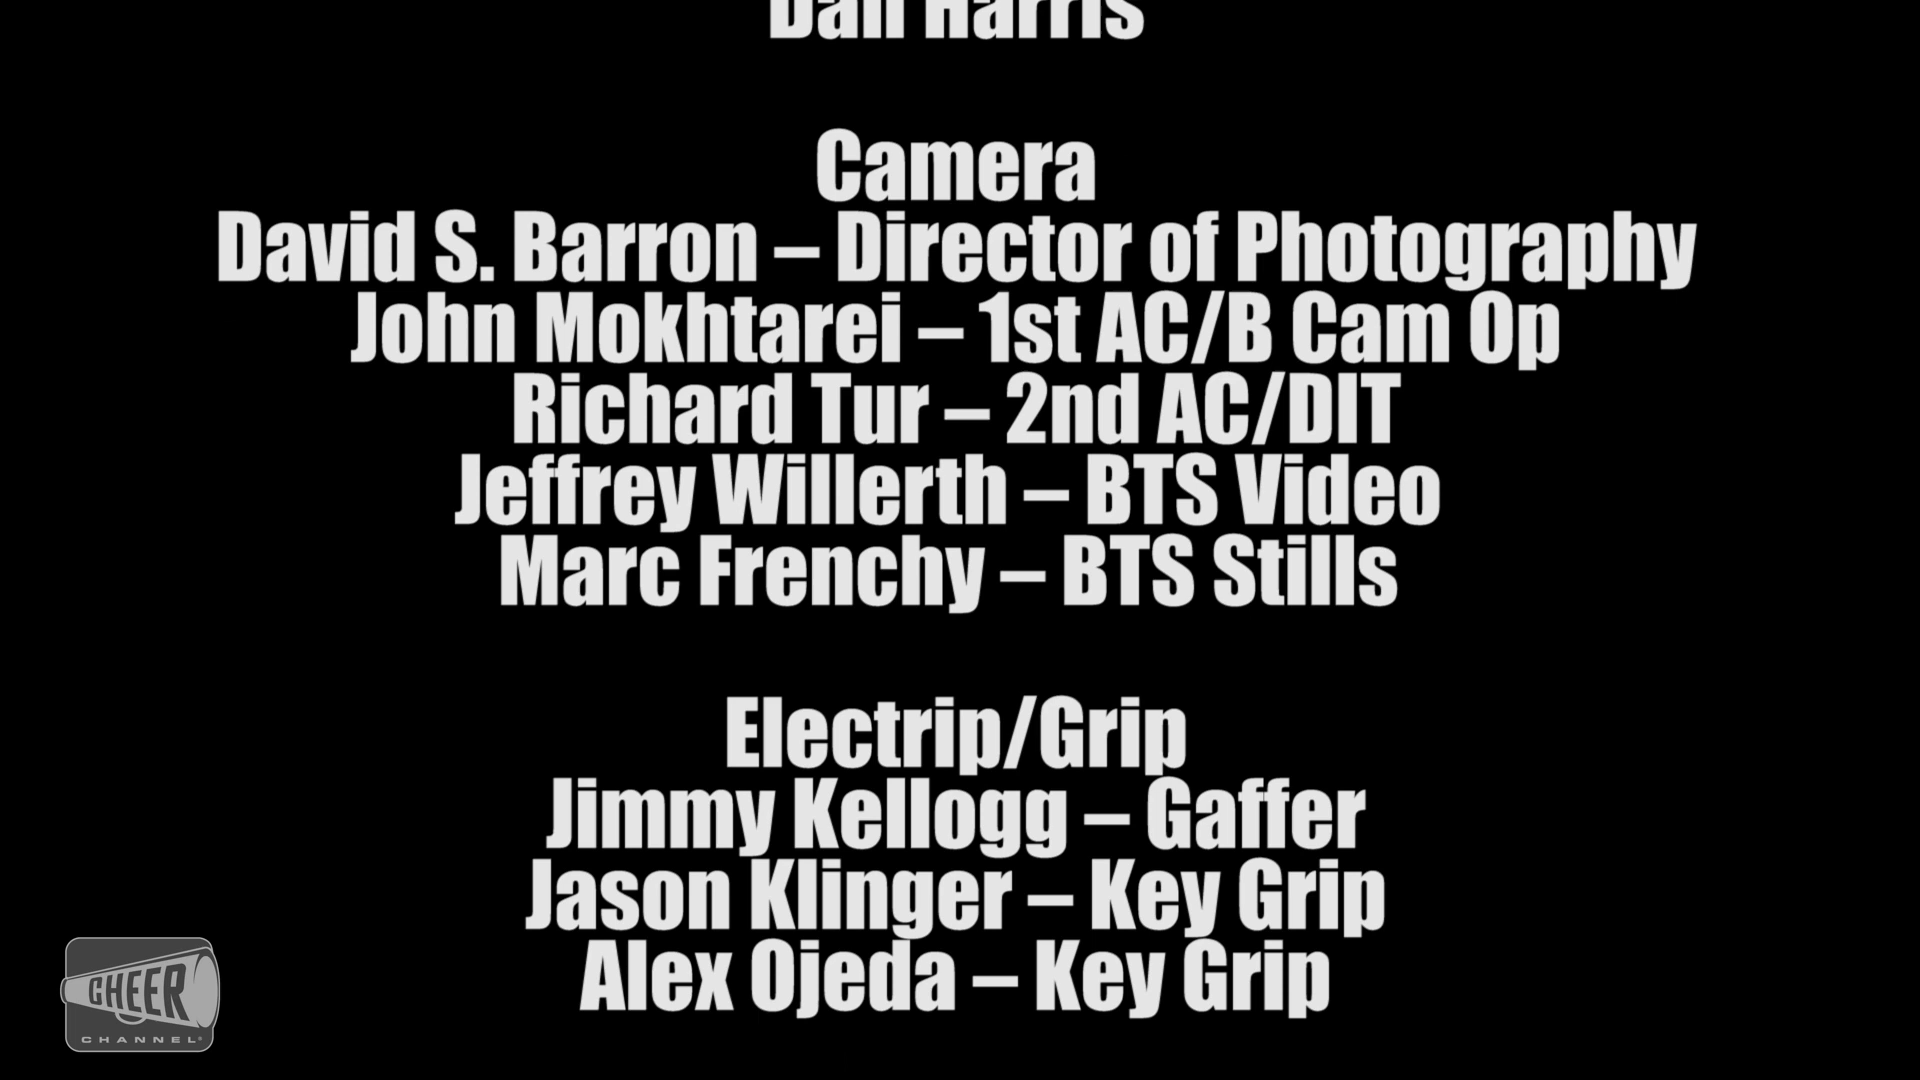 Dan Harris
Camera
David S. Barron – Director of Photography
John Mokhtarei – 1st AC/B Cam Op
Richard Tur – 2nd AC/DIT
Jeffrey Willerth – BTS Video
Marc Frenchy – BTS Stills
Electrip/Grip
Jimmy Kellogg – Gaffer
Jason Klinger – Key Grip
Alex Ojeda – Key Grip
CHEER
CHANNEL